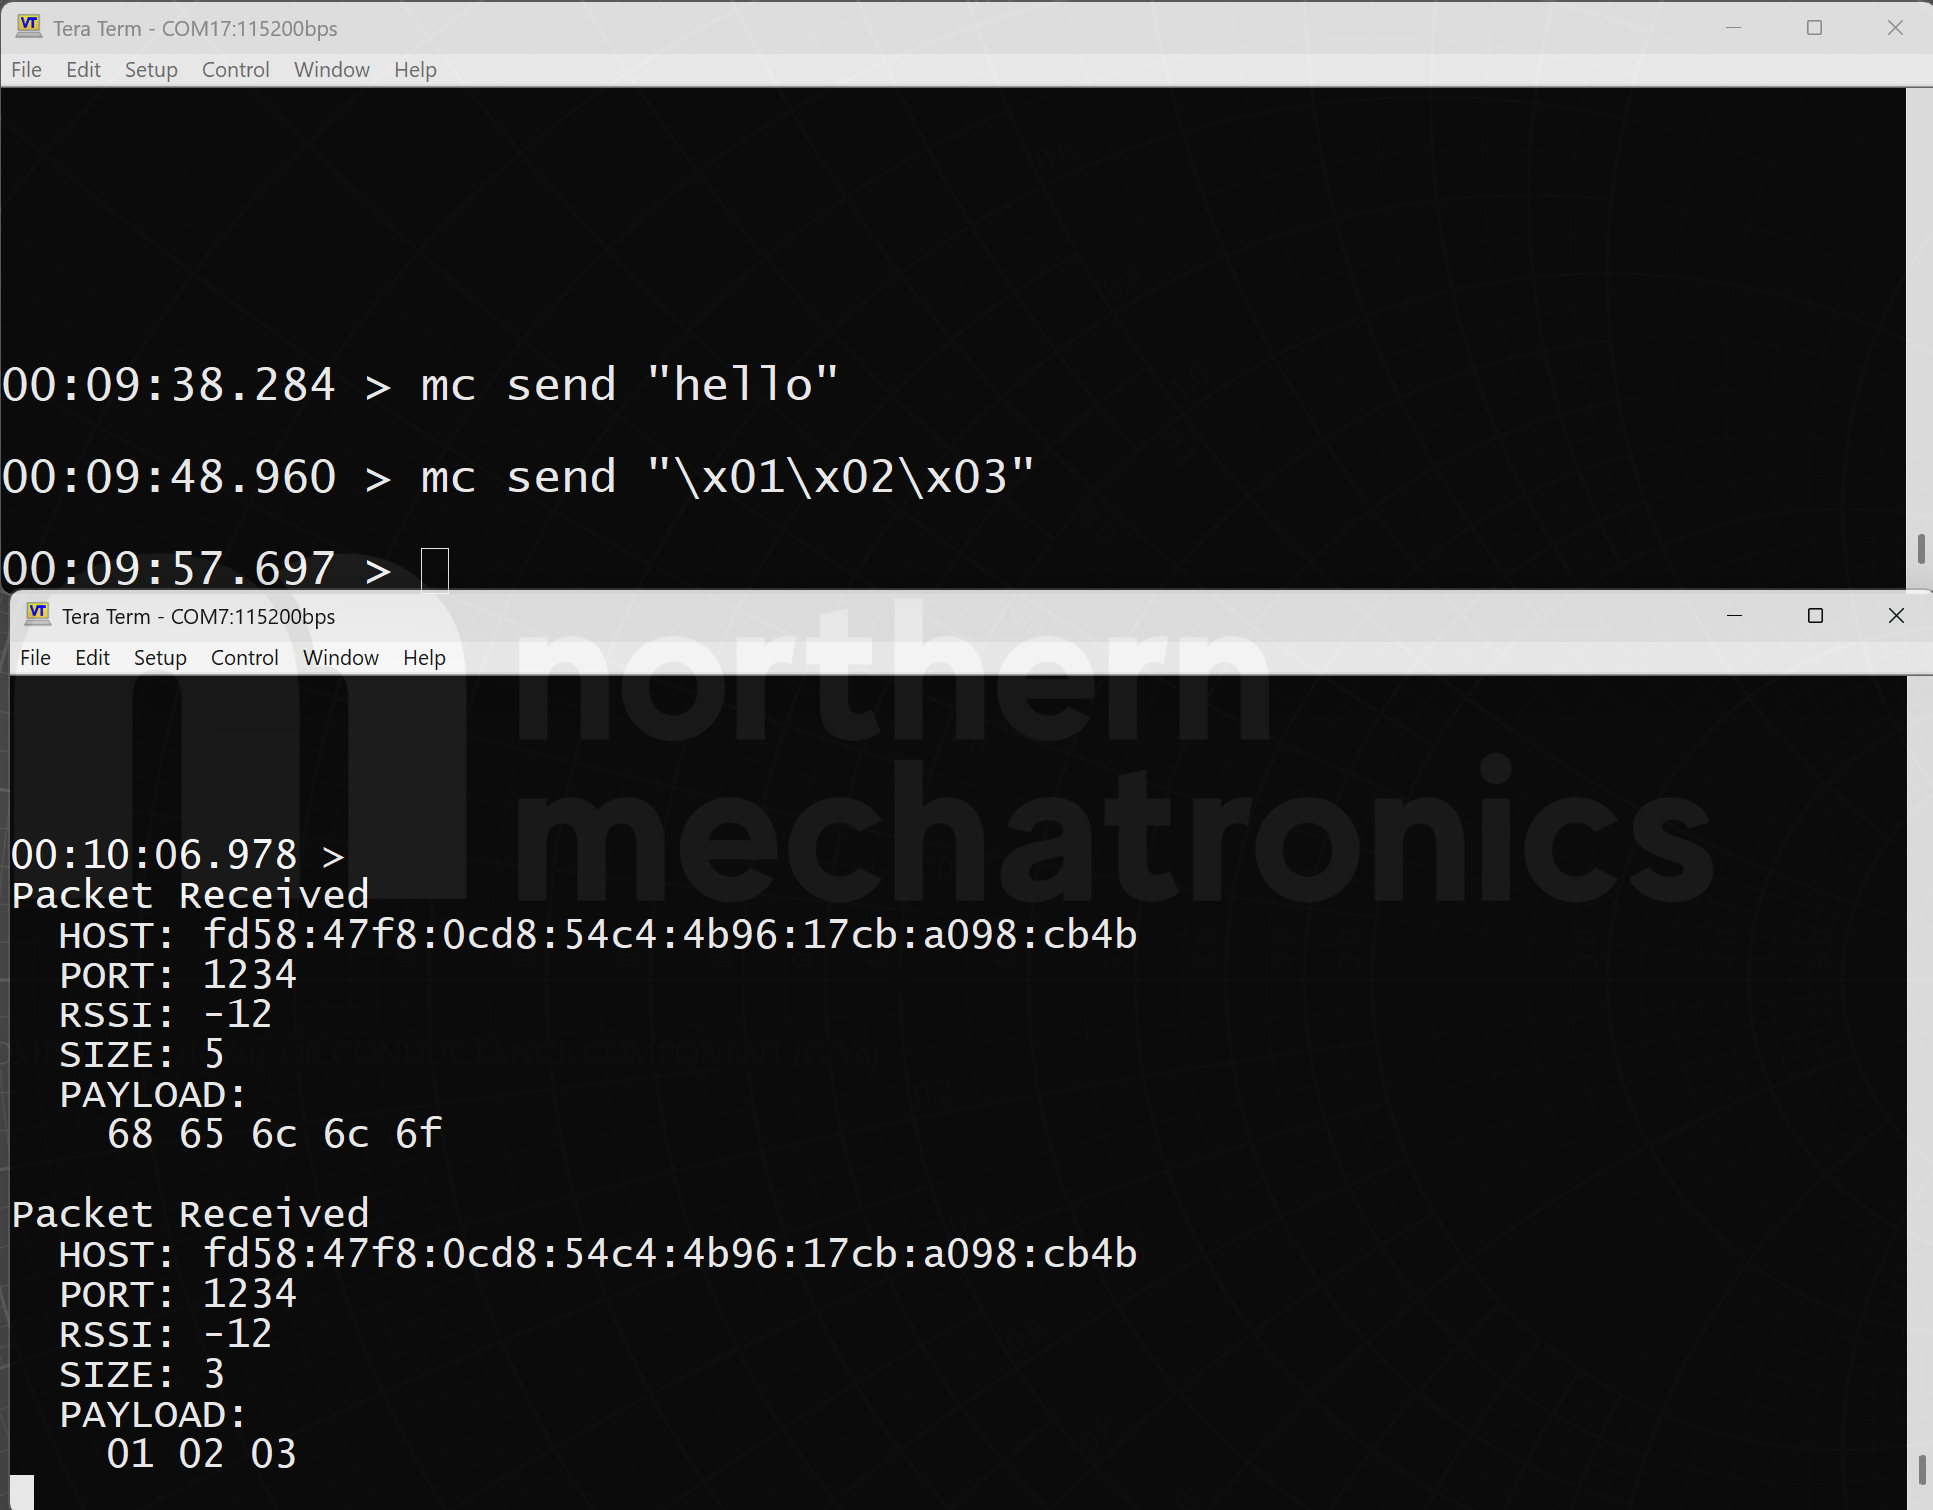 Tera Term - COM17:115200bps
File Edit Setup Control Window Help
00:09:38.284 > mc send "hello"
00:09:48.960 > mc send "\x01\x02\x03"
00:09:57.697 >
Tera Term - COM7:115200bps
File Edit Setup Control Window Help
northern
mechatronics
00:10:06.978 >
Packet Received
HOST: fd58:47f8:0cd8:54c4:4b96:17cb:a098:cb4b
PORT: 1234
RSSI: -12
SIZE: 5
PAYLOAD:
68 65 6c 6c 6f
Packet Received
HOST: fd58:47f8:0cd8:54c4:4b96:17cb:a098:cb4b
PORT: 1234
RSSI: -12
SIZE: 3
PAYLOAD:
01 02 03